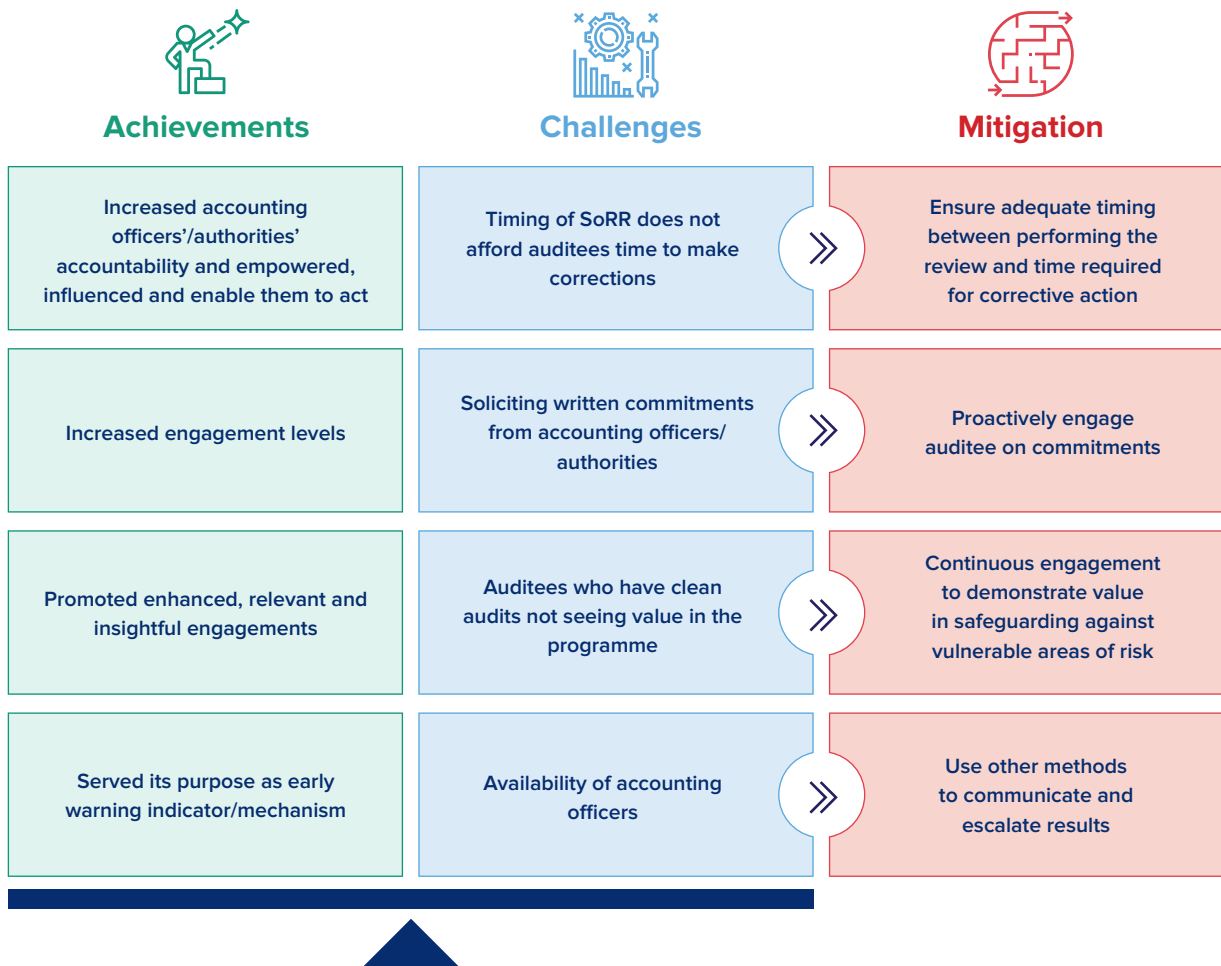 Achievements
Challenges
Mitigation
Increased accounting
officers’/authorities’
accountability and empowered,
influenced and enable them to act
Timing of SoRR does not
afford auditees time to make
corrections
Ensure adequate timing
between performing the
review and time required
for corrective action
Increased engagement levels
Soliciting written commitments
from accounting officers/
authorities
Proactively engage
auditee on commitments
Promoted enhanced, relevant and
insightful engagements
Auditees who have clean
audits not seeing value in the
programme
Continuous engagement
to demonstrate value
in safeguarding against
vulnerable areas of risk
Served its purpose as early
warning indicator/mechanism
Availability of accounting
officers
Use other methods
to communicate and
escalate results